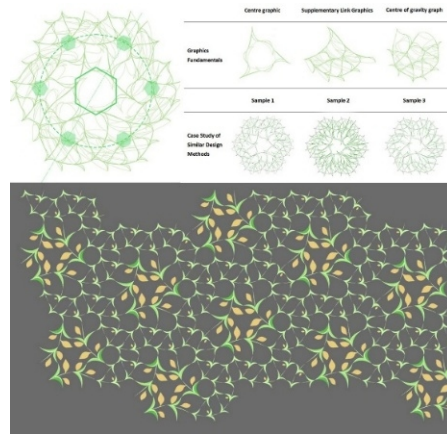 Centre graphic Supplementary Link Graphics Centre of gravity graph
Graphics
Fundamentals
Sample 1 Sample 2 Sample 3
Case Study of
Similar Design
Methods